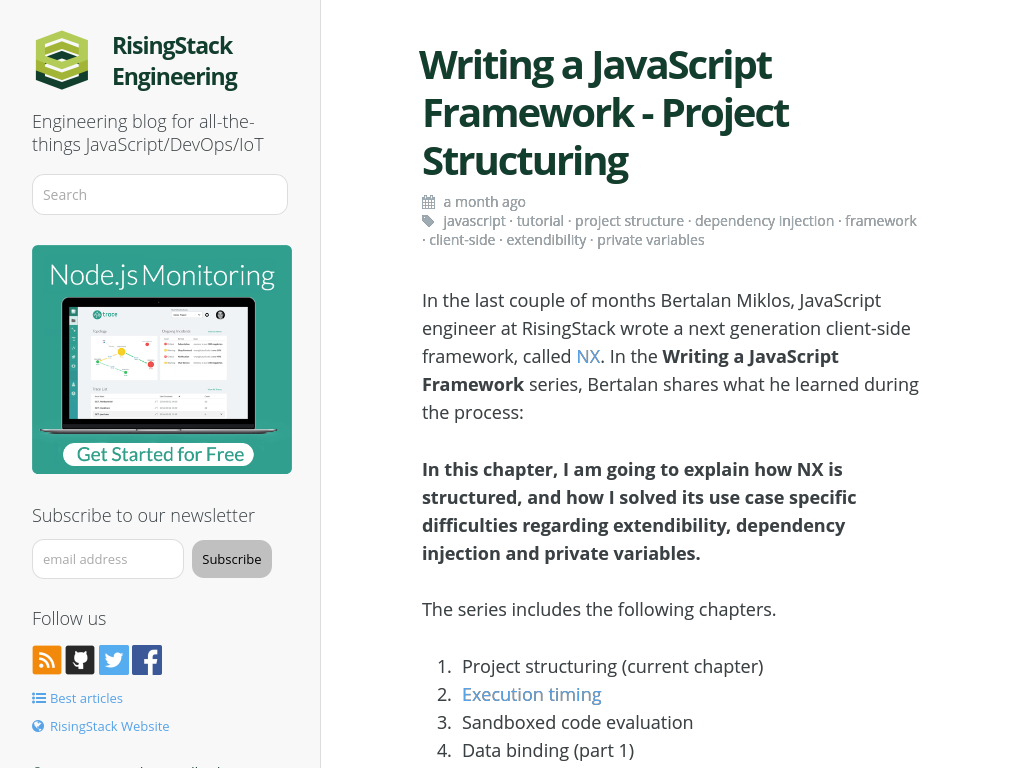 RisingStack
Engineering
Engineering blog for all-the-
things JavaScript/DevOps/IoT
Search
Node.js Monitoring
trace
Get Started for Free
Subscribe to our newsletter
email address
Subscribe
Follow us
Best articles
RisingStack Website
Writing a JavaScript
Framework - Project
Structuring
a month ago
javascript · tutorial · project structure · dependency injection · framework
· client-side · extendibility · private variables
In the last couple of months Bertalan Miklos, JavaScript
engineer at RisingStack wrote a next generation client-side
framework, called NX. In the Writing a JavaScript
Framework series, Bertalan shares what he learned during
the process:
In this chapter, I am going to explain how NX is
structured, and how I solved its use case specific
difficulties regarding extendibility, dependency
injection and private variables.
The series includes the following chapters.
1. Project structuring (current chapter)
2. Execution timing
3. Sandboxed code evaluation
4. Data binding (part 1)